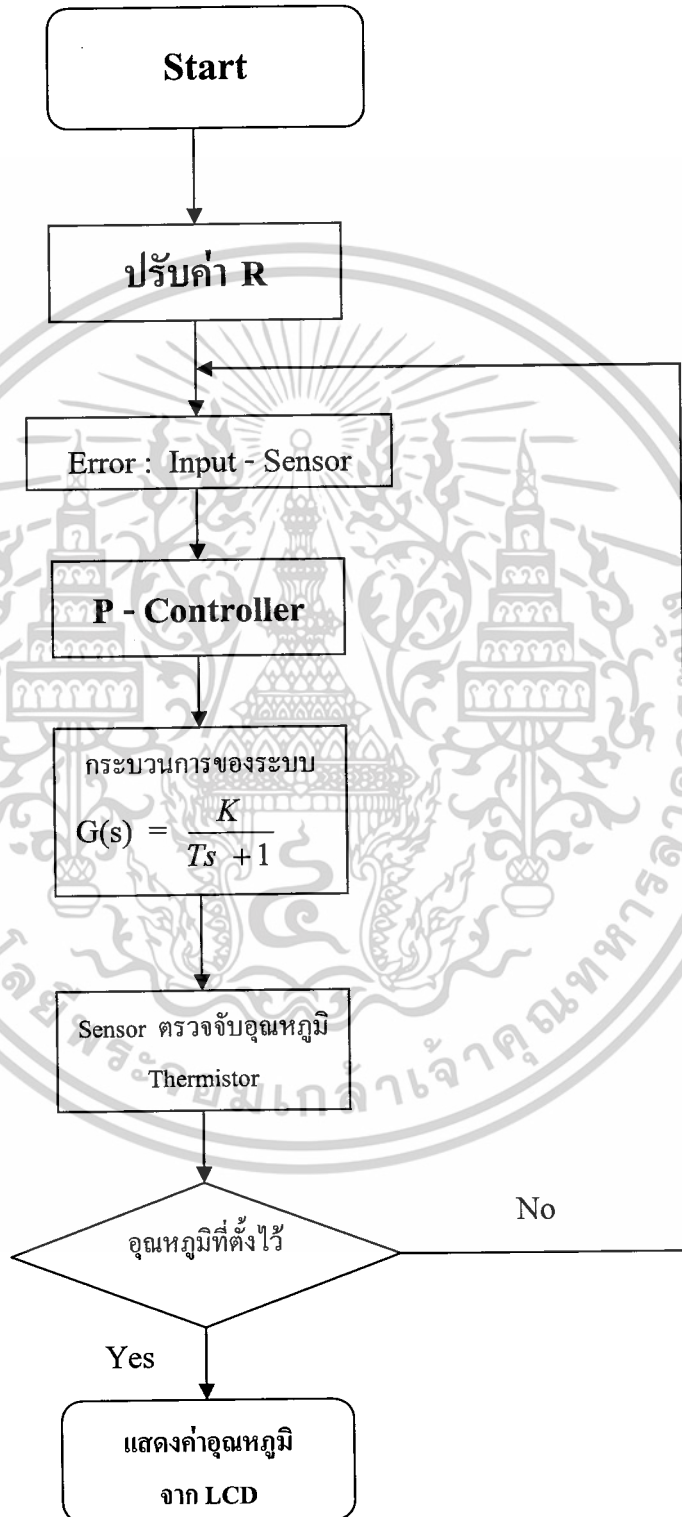 Start
ปรับค่า R
Error : Input - Sensor
P - Controller
กระบวนการของระบบ
G(s) = K / Ts + 1
Sensor ตรวจจับอุณหภูมิ
Thermistor
อุณหภูมิที่ตั้งไว้
No
Yes
แสดงค่าอุณหภูมิ
จาก LCD